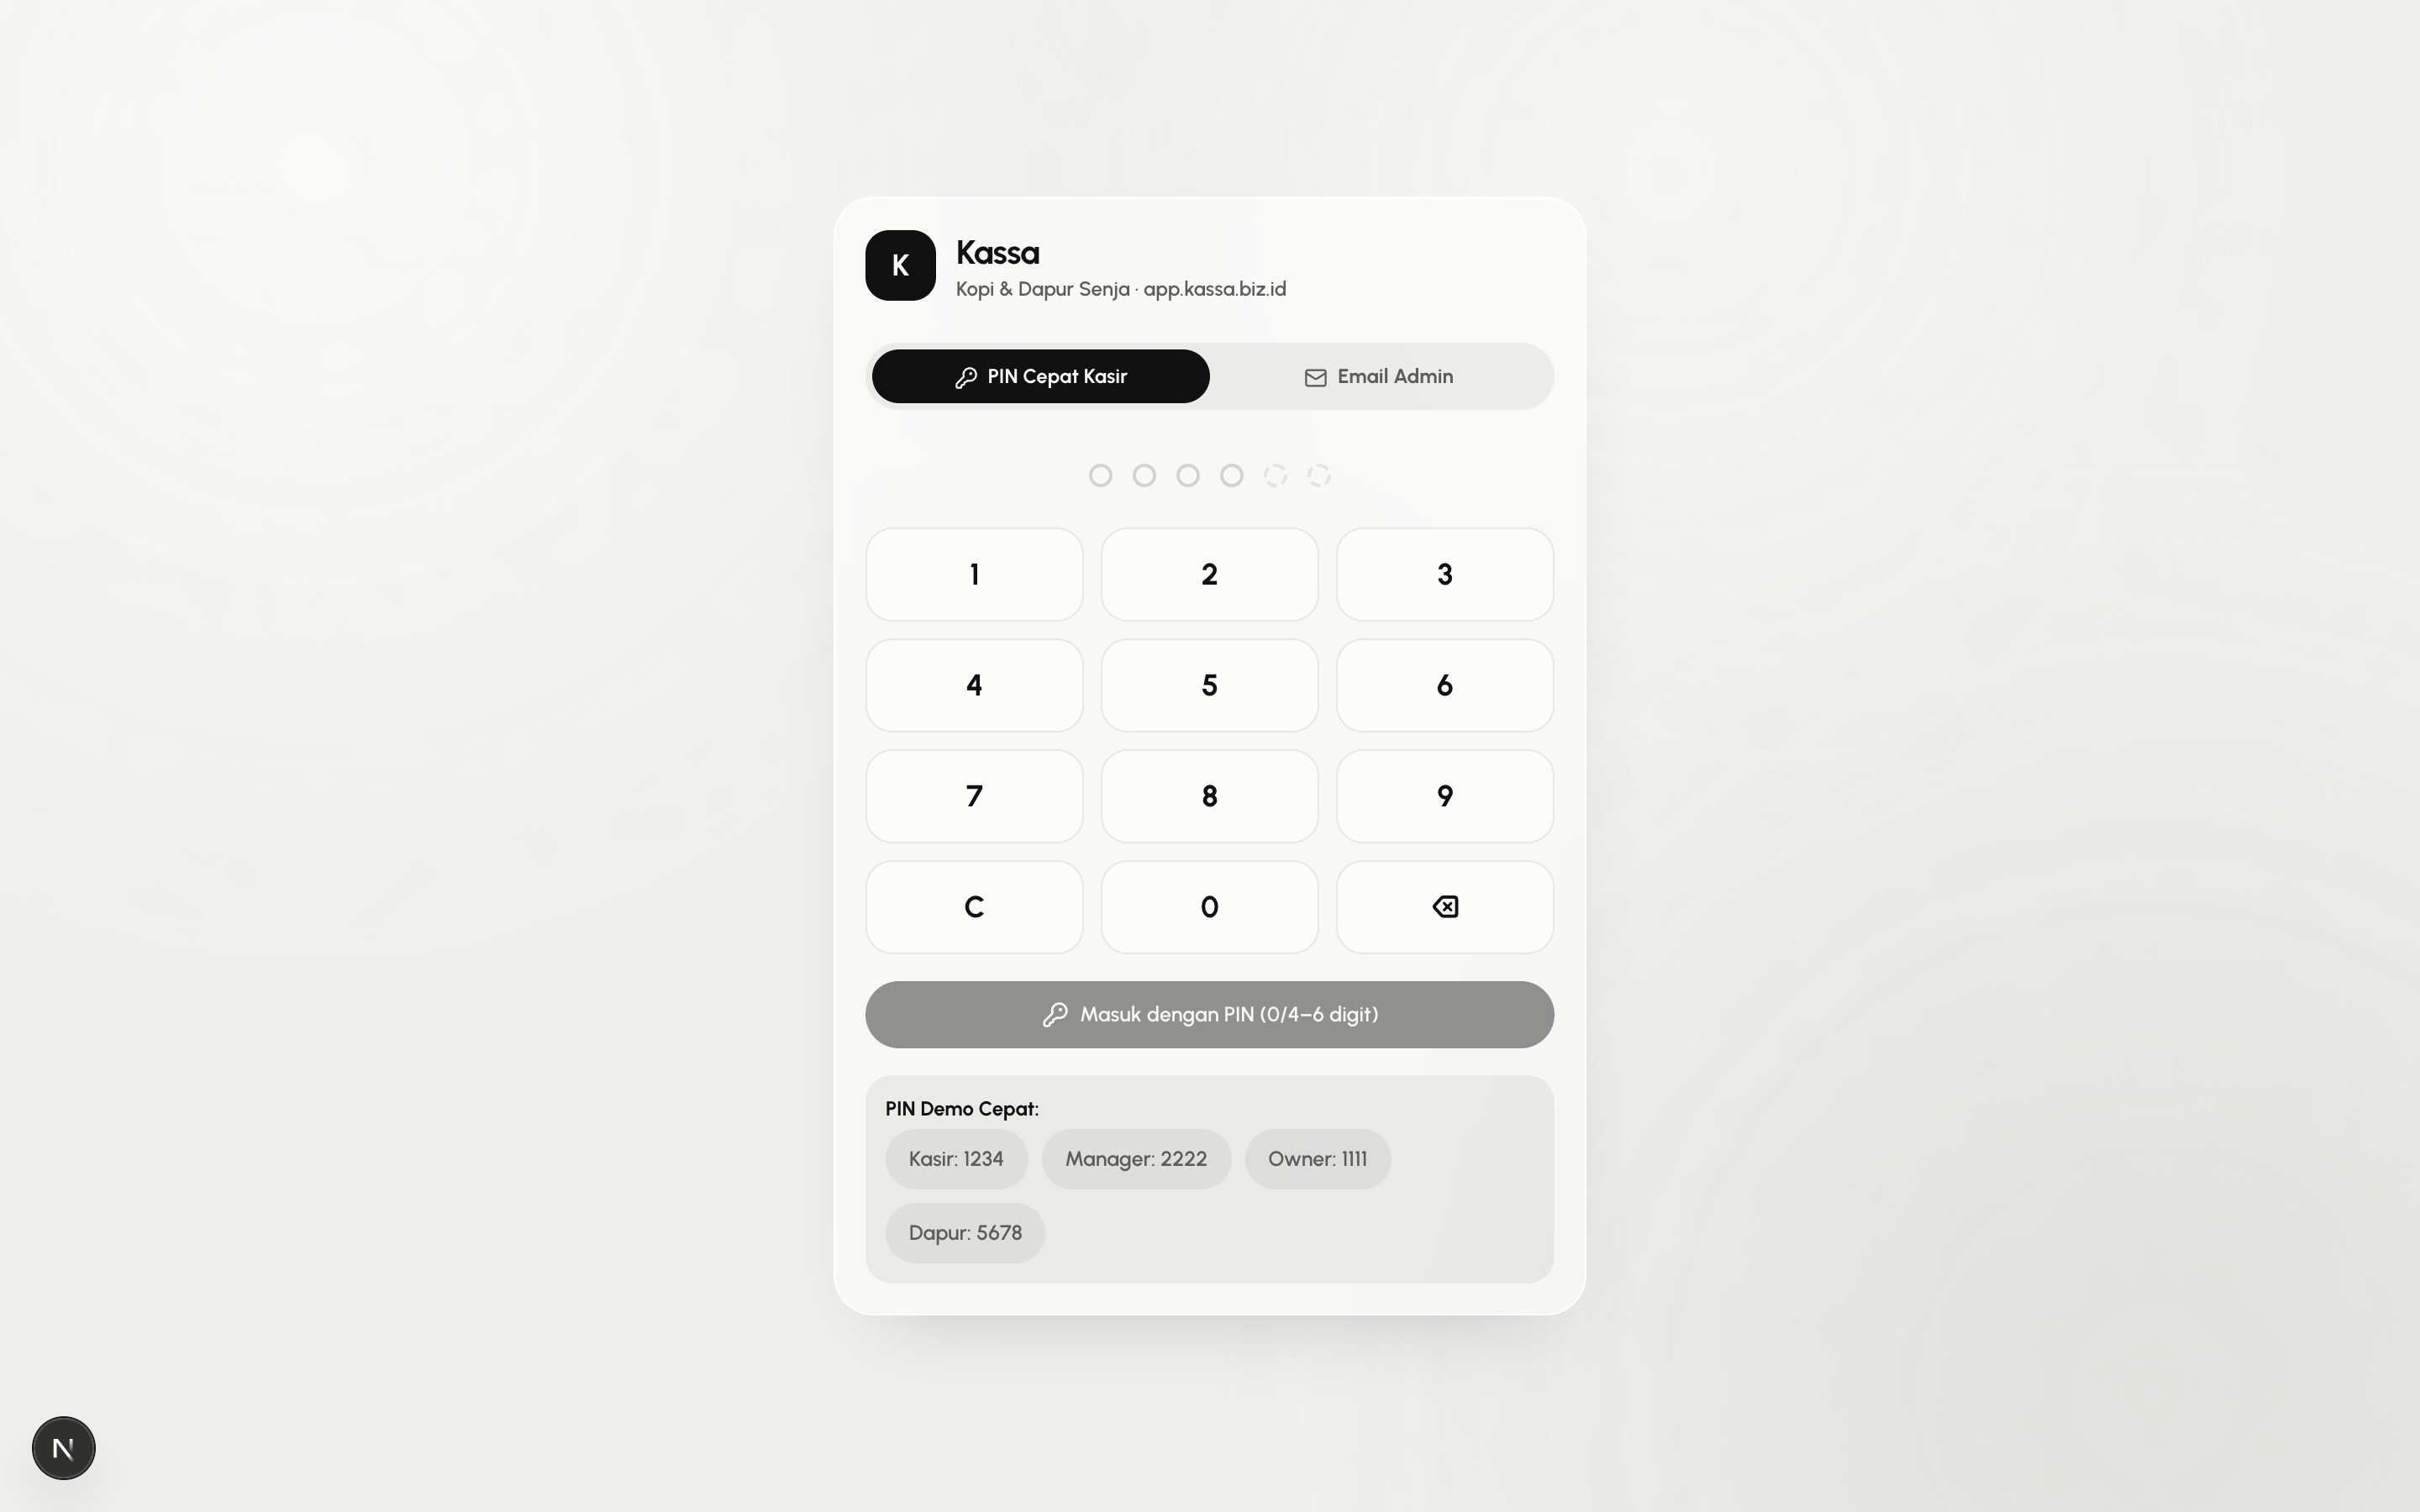 K
Kassa
Kopi & Dapur Senja · app.kassa.biz.id
PIN Cepat Kasir
Email Admin
1
2
3
4
5
6
7
8
9
C
0
Masuk dengan PIN (0/4–6 digit)
PIN Demo Cepat:
Kasir: 1234
Manager: 2222
Owner: 1111
Dapur: 5678
N